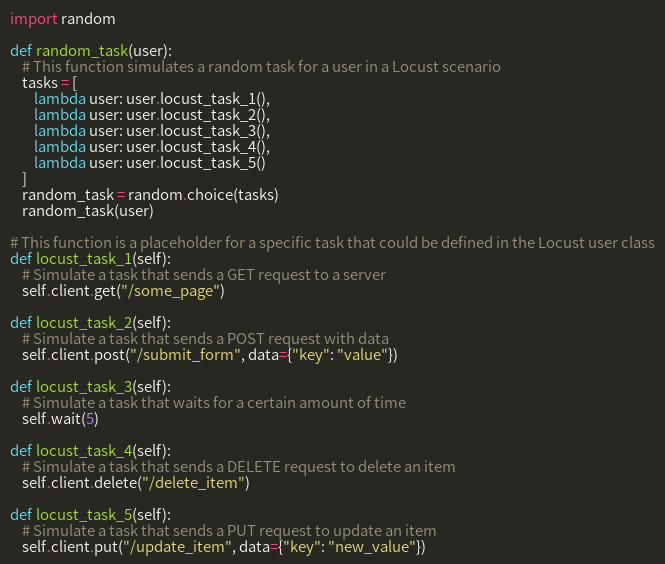 import random

def random_task(user):
    # This function simulates a random task for a user in a Locust scenario
    tasks = [
        lambda user: user.locust_task_1(),
        lambda user: user.locust_task_2(),
        lambda user: user.locust_task_3(),
        lambda user: user.locust_task_4(),
        lambda user: user.locust_task_5()
    ]
    random_task = random.choice(tasks)
    random_task(user)

# This function is a placeholder for a specific task that could be defined in the Locust user class
def locust_task_1(self):
    # Simulate a task that sends a GET request to a server
    self.client.get("/some_page")

def locust_task_2(self):
    # Simulate a task that sends a POST request with data
    self.client.post("/submit_form", data={"key": "value"})

def locust_task_3(self):
    # Simulate a task that waits for a certain amount of time
    self.wait(5)

def locust_task_4(self):
    # Simulate a task that sends a DELETE request to delete an item
    self.client.delete("/delete_item")

def locust_task_5(self):
    # Simulate a task that sends a PUT request to update an item
    self.client.put("/update_item", data={"key": "new_value"})